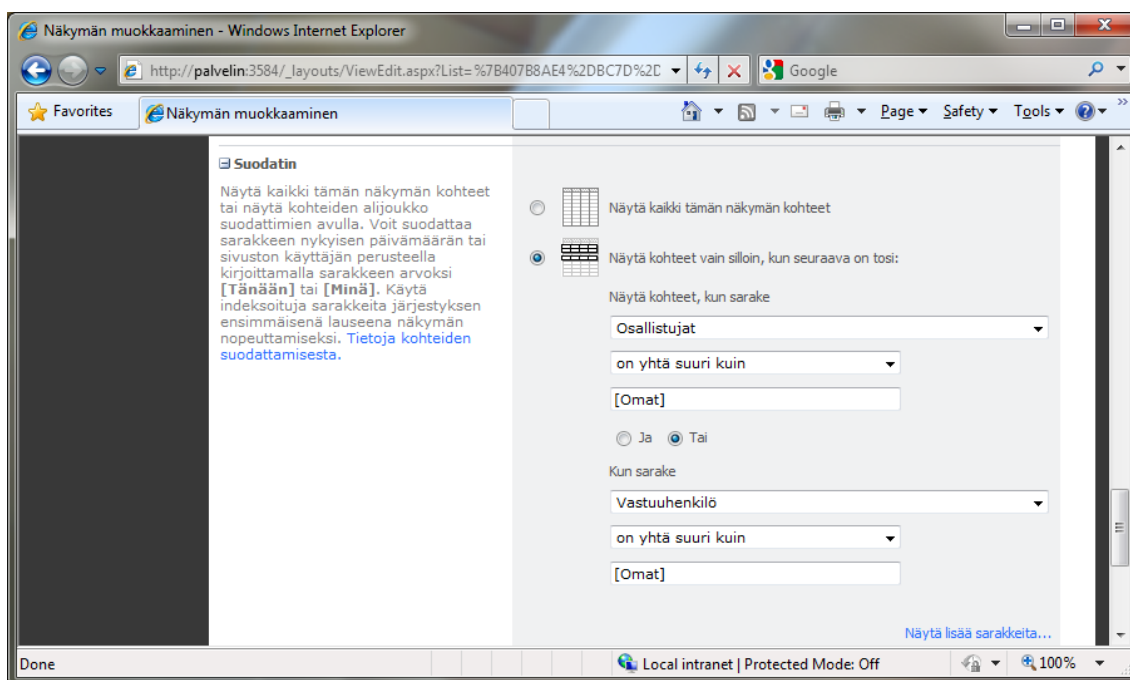 Näkymän muokkaaminen - Windows Internet Explorer
http://palvelin:3584/_layouts/ViewEdit.aspx?List=%7B407B8AE4%2DBC7D%2D
Google
Favorites
Näkymän muokkaaminen
Page
Safety
Tools
»
Suodatin
Näytä kaikki tämän näkymän kohteet
tai näytä kohteiden alijoukko
suodattimien avulla. Voit suodattaa
sarakkeen nykyisen päivämäärän tai
sivuston käyttäjän perusteella
kirjoittamalla sarakkeen arvoksi
[Tänään] tai [Minä]. Käytä
indeksoituja sarakkeita järjestyksen
ensimmäisenä lauseena näkymän
nopeuttamiseksi. Tietoja kohteiden
suodattamisesta.
Näytä kaikki tämän näkymän kohteet
Näytä kohteet vain silloin, kun seuraava on tosi:
Näytä kohteet, kun sarake
Osallistujat
on yhtä suuri kuin
[Omat]
Ja Tai
Kun sarake
Vastuuhenkilö
on yhtä suuri kuin
[Omat]
Näytä lisää sarakkeita...
Done
Local intranet | Protected Mode: Off
100%